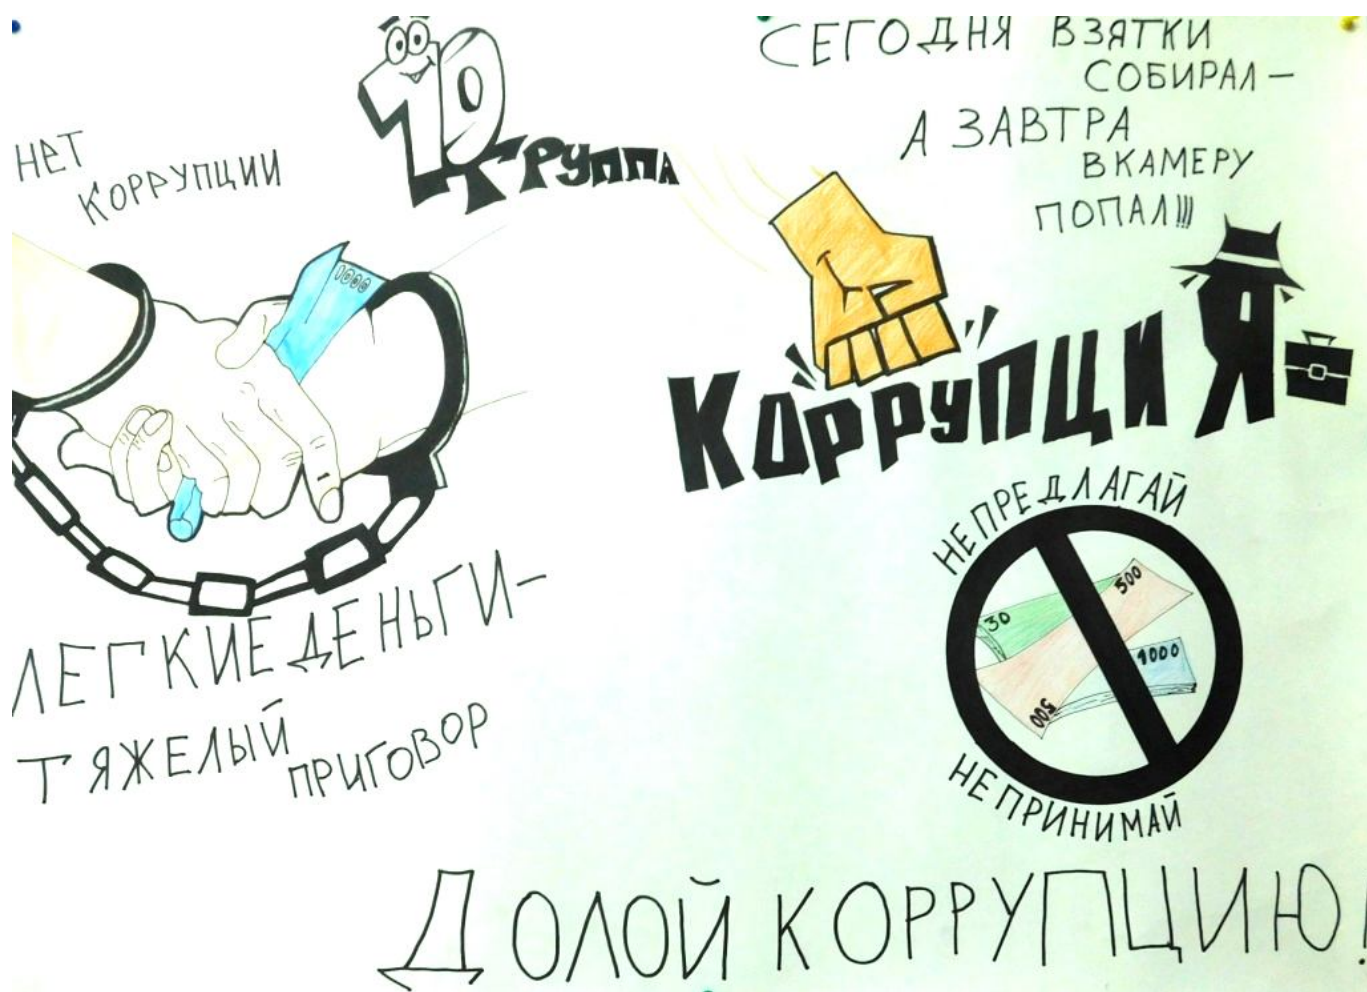 СЕГОДНЯ ВЗЯТКИ
СОБИРАЛ –
А ЗАВТРА
В КАМЕРУ
ПОПАЛ!!!
10 ГРУППА
НЕТ
КОРРУПЦИИ
1000
КОРРУПЦИЯ
НЕ ПРЕДЛАГАЙ
30
500
1000
500
НЕ ПРИНИМАЙ
ЛЕГКИЕ ДЕНЬГИ –
ТЯЖЕЛЫЙ
ПРИГОВОР
ДОЛОЙ КОРРУПЦИЮ!